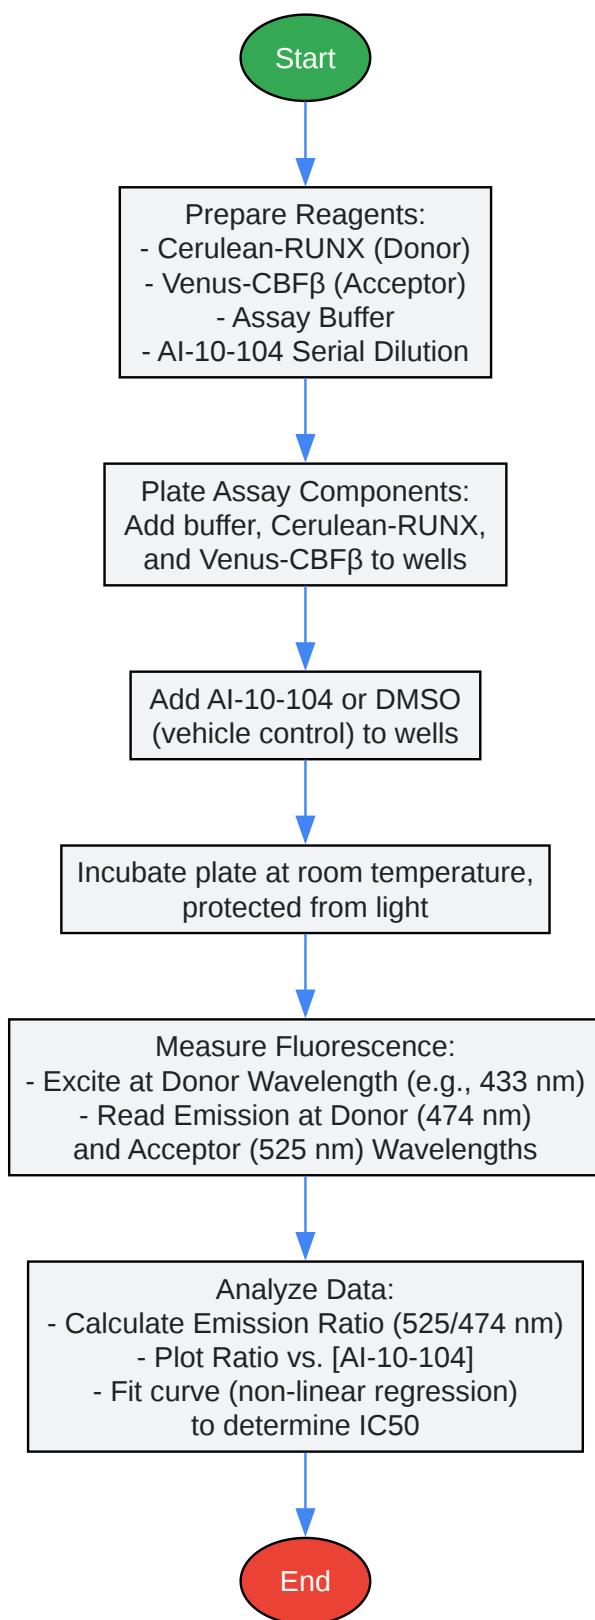 Start
Prepare Reagents:
- Cerulean-RUNX (Donor)
- Venus-CBFβ (Acceptor)
- Assay Buffer
- AI-10-104 Serial Dilution
Plate Assay Components:
Add buffer, Cerulean-RUNX,
and Venus-CBFβ to wells
Add AI-10-104 or DMSO
(vehicle control) to wells
Incubate plate at room temperature,
protected from light
Measure Fluorescence:
- Excite at Donor Wavelength (e.g., 433 nm)
- Read Emission at Donor (474 nm)
and Acceptor (525 nm) Wavelengths
Analyze Data:
- Calculate Emission Ratio (525/474 nm)
- Plot Ratio vs. [AI-10-104]
- Fit curve (non-linear regression)
to determine IC50
End